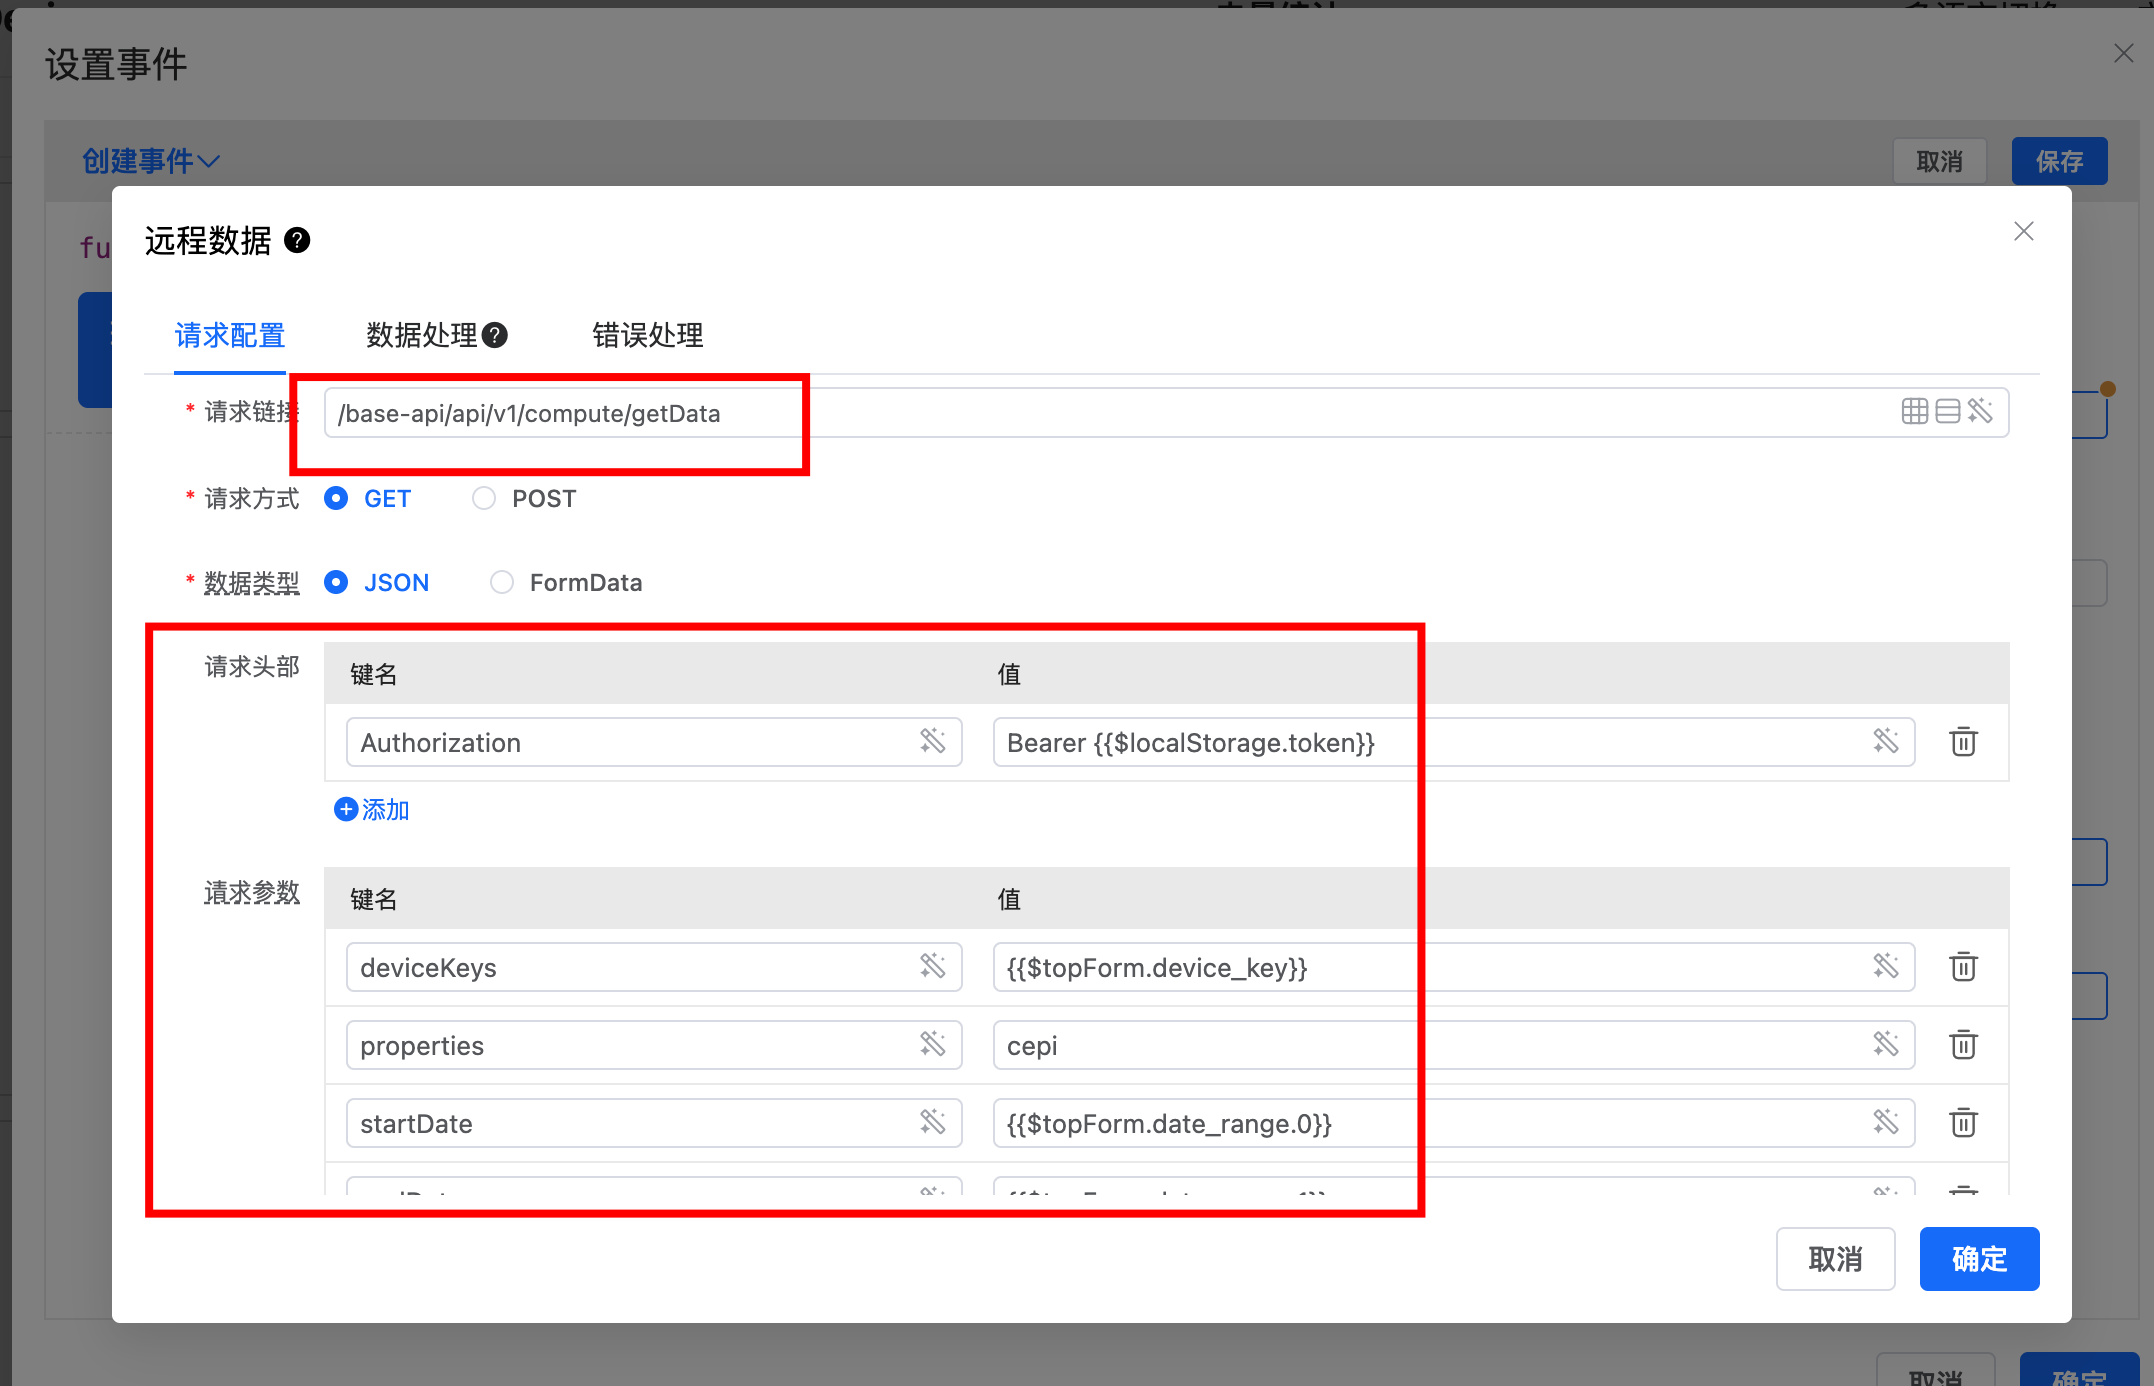 设置事件
创建事件
取消
保存
fu
远程数据
请求配置
数据处理
错误处理
* 请求链接
/base-api/api/v1/compute/getData
* 请求方式
GET
POST
* 数据类型
JSON
FormData
请求头部
键名
值
Authorization
Bearer {{$localStorage.token}}
添加
请求参数
键名
值
deviceKeys
{{$topForm.device_key}}
properties
cepi
startDate
{{$topForm.date_range.0}}
取消
确定
取消
确定